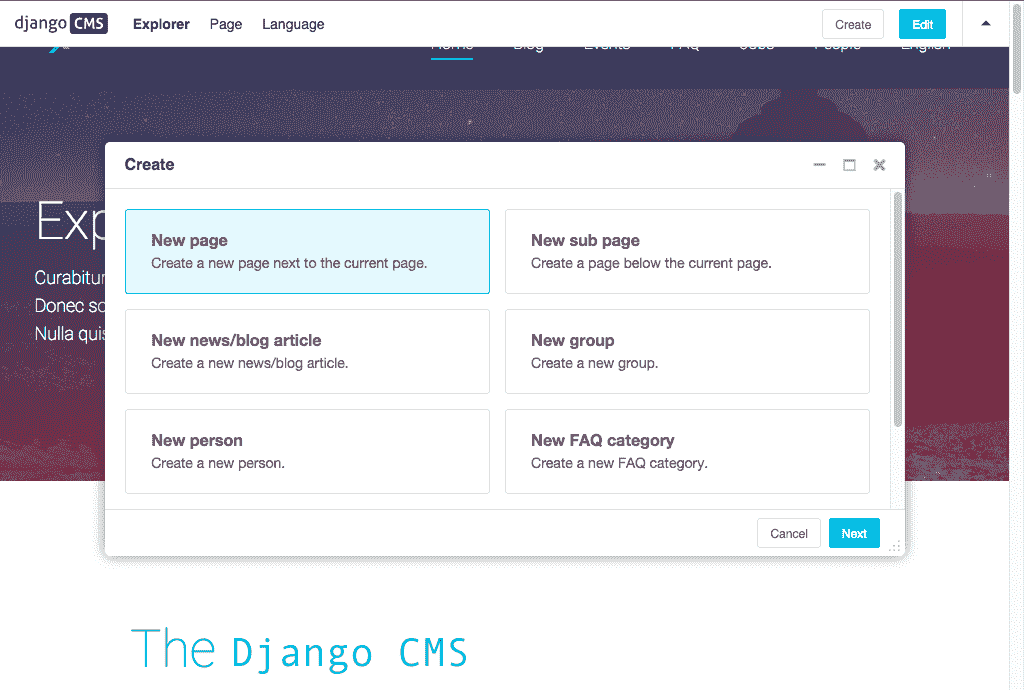 django CMS Explorer Page Language Create Edit
Home Blog Events FAQ Jobs People English
Create
New page
Create a new page next to the current page.
New sub page
Create a page below the current page.
New news/blog article
Create a new news/blog article.
New group
Create a new group.
New person
Create a new person.
New FAQ category
Create a new FAQ category.
Cancel Next
Curabitur
Donec
Nulla quis
The Django CMS